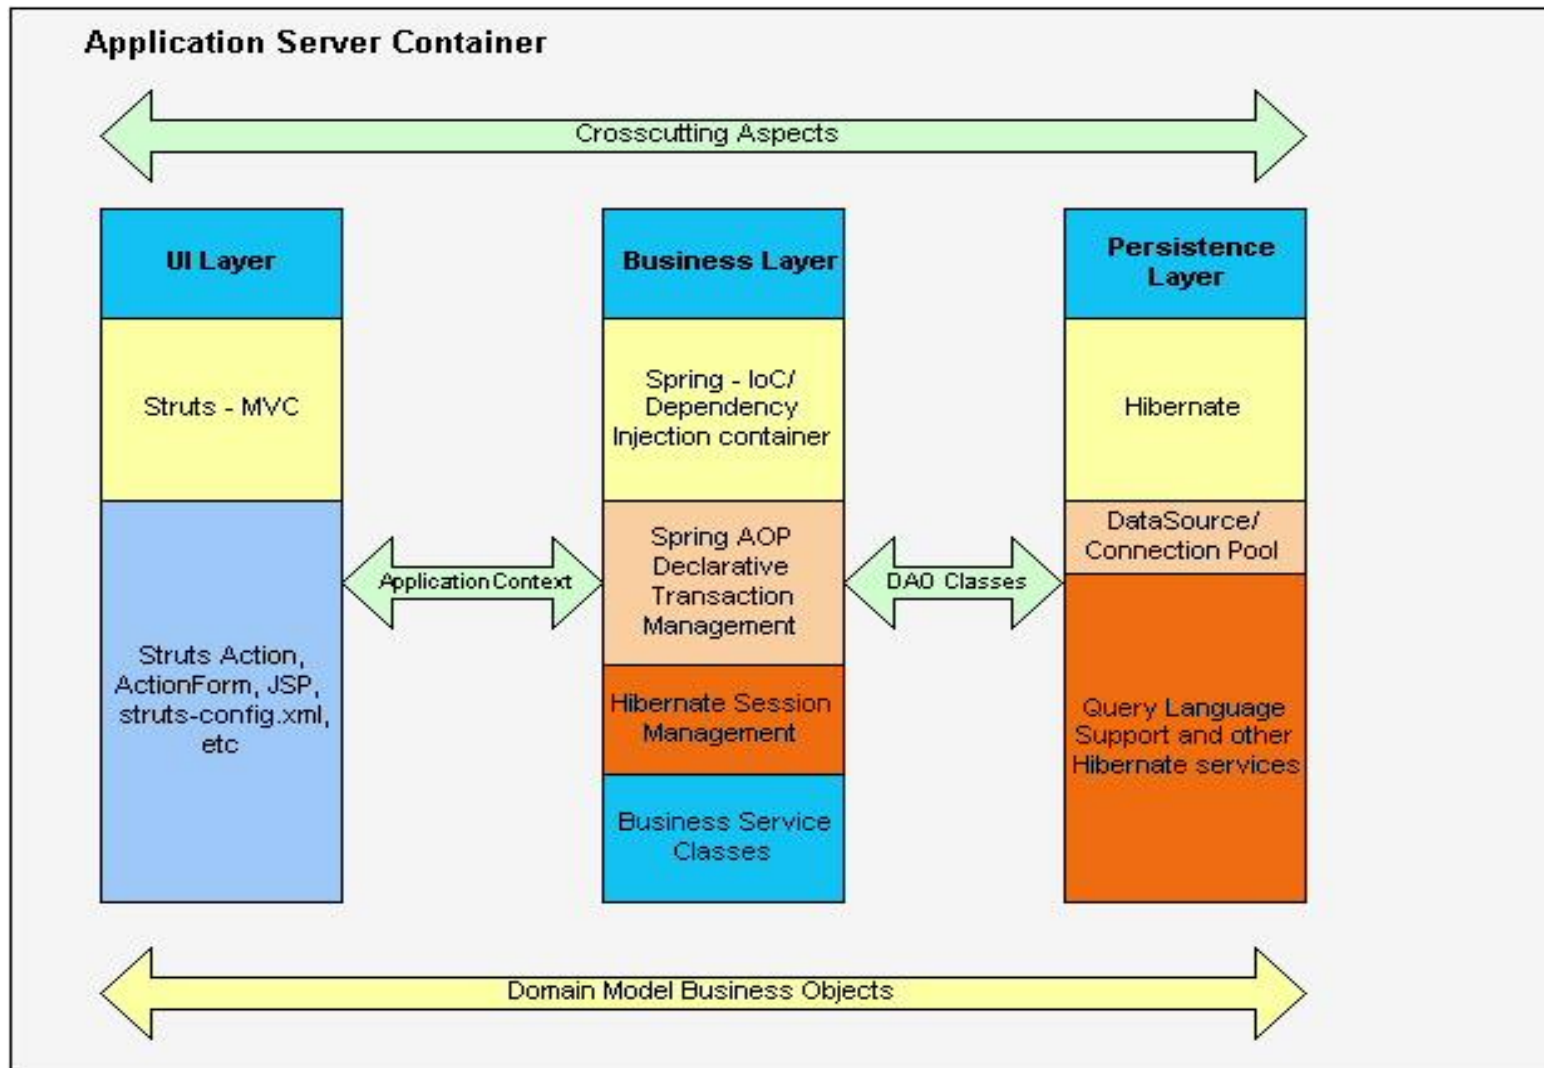 Application Server Container
Crosscutting Aspects
UI Layer
Struts - MVC
Struts Action,
ActionForm, JSP,
struts-config.xml,
etc
Application Context
Business Layer
Spring - IoC/
Dependency
Injection container
Spring AOP
Declarative
Transaction
Management
Hibernate Session
Management
Business Service
Classes
DAO Classes
Persistence
Layer
Hibernate
DataSource/
Connection Pool
Query Language
Support and other
Hibernate services
Domain Model Business Objects